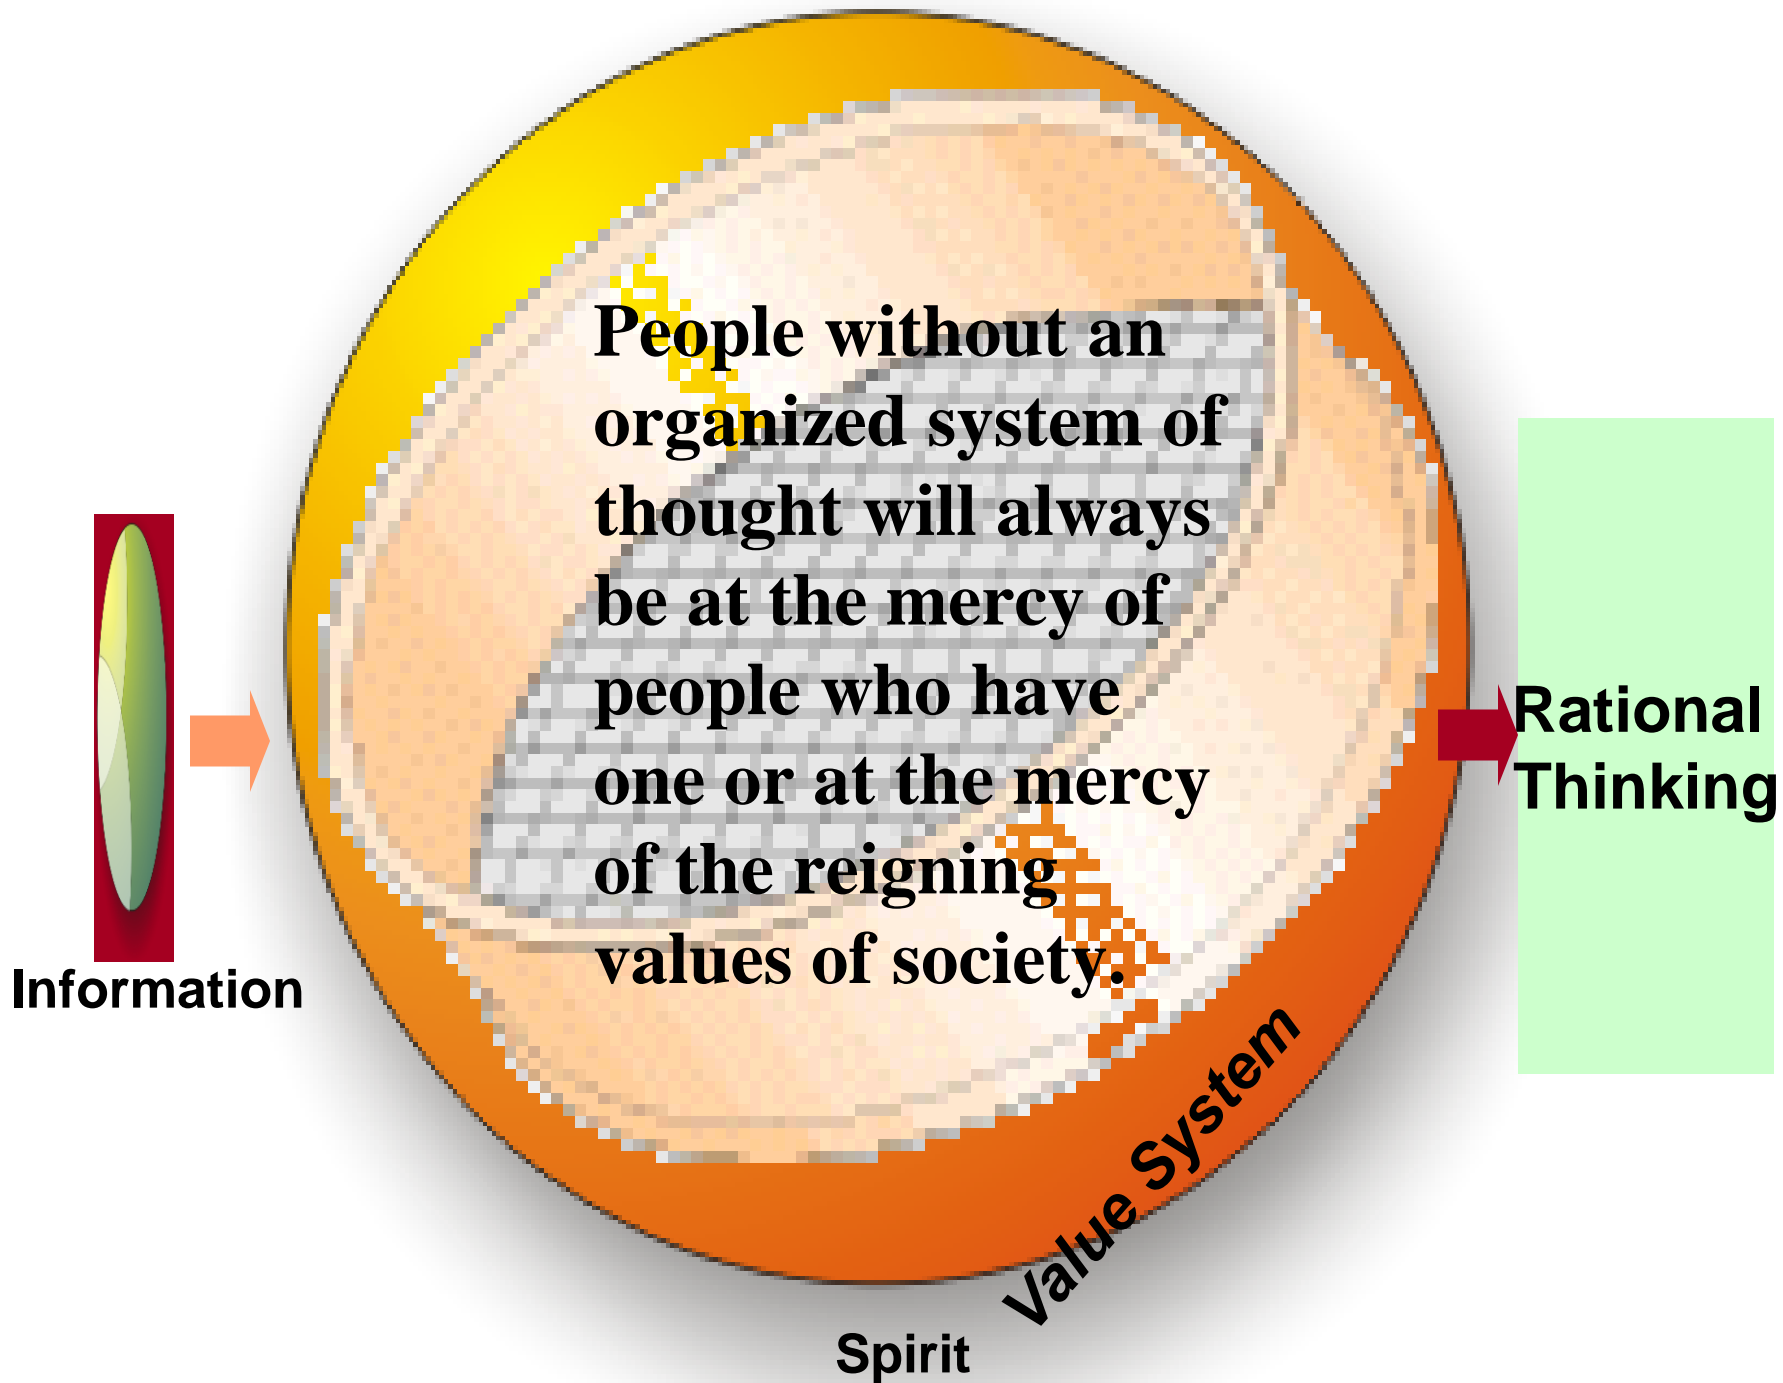 People without an
organized system of
thought will always
be at the mercy of
people who have
one or at the mercy
of the reigning
values of society.
Information
Rational
Thinking
Value System
Spirit